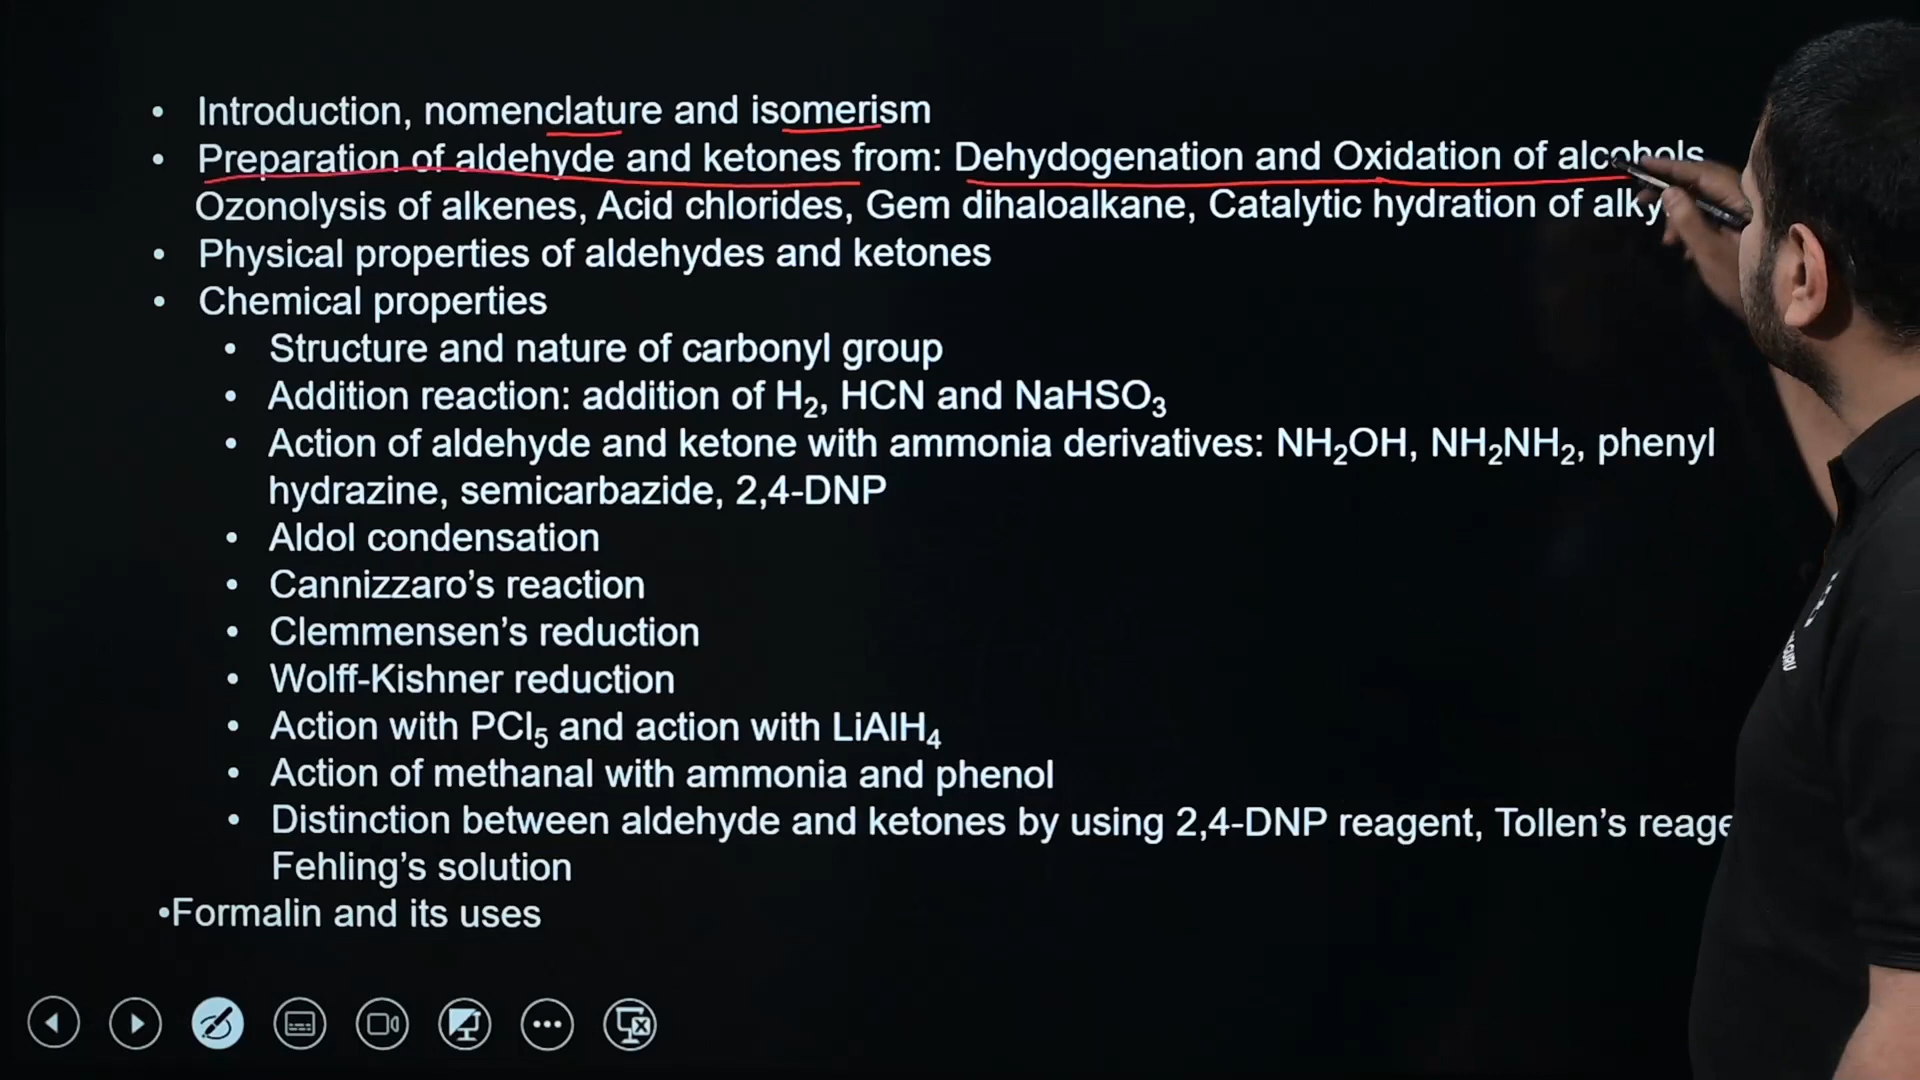 • Introduction, nomenclature and isomerism
• Preparation of aldehyde and ketones from: Dehydogenation and Oxidation of alcohols
Ozonolysis of alkenes, Acid chlorides, Gem dihaloalkane, Catalytic hydration of
• Physical properties of aldehydes and ketones
• Chemical properties
• Structure and nature of carbonyl group
• Addition reaction: addition of H₂, HCN and NaHSO₃
• Action of aldehyde and ketone with ammonia derivatives: NH₂OH, NH₂NH₂, phenyl
hydrazine, semicarbazide, 2,4-DNP
• Aldol condensation
• Cannizzaro’s reaction
• Clemmensen’s reduction
• Wolff-Kishner reduction
• Action with PCl₅ and action with LiAlH₄
• Action of methanal with ammonia and phenol
• Distinction between aldehyde and ketones by using 2,4-DNP reagent, Tollen’s
Fehling’s solution
•Formalin and its uses